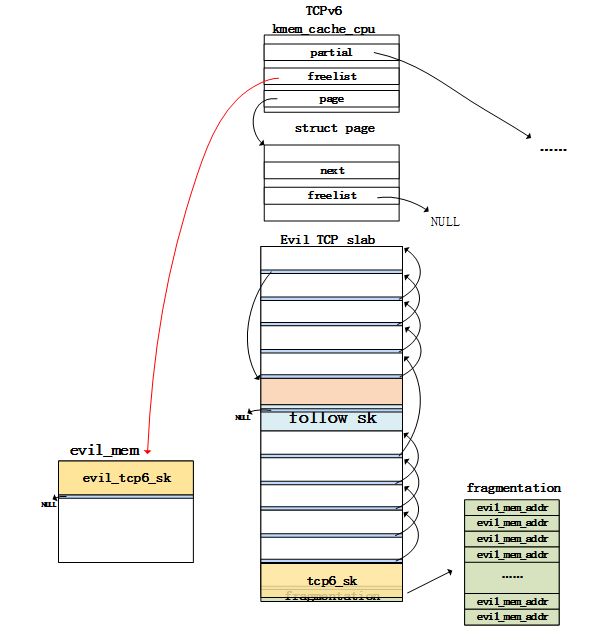 TCPv6
kmem_cache_cpu
partial
freelist
page
struct page
......
next
freelist
NULL
Evil TCP slab
NULL
follow sk
evil_mem
evil_tcp6_sk
NULL
fragmentation
evil_mem_addr
evil_mem_addr
evil_mem_addr
evil_mem_addr
......
evil_mem_addr
evil_mem_addr
tcp6_sk
fragmentation